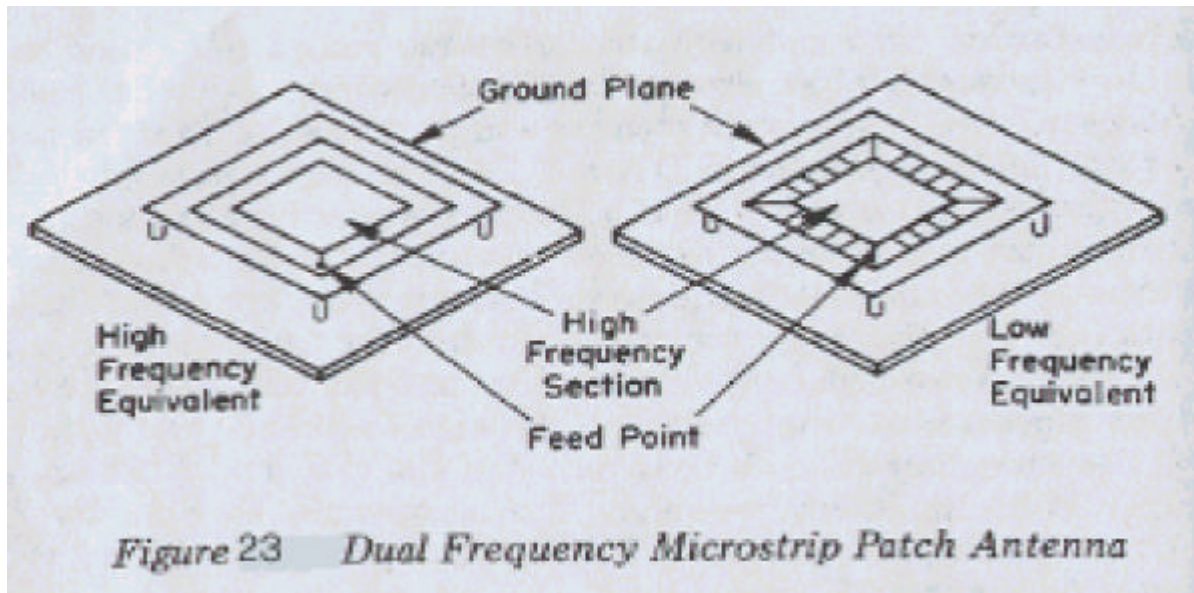 Ground Plane
High
Frequency
Equivalent
High
Frequency
Section
Low
Frequency
Equivalent
Feed Point
Figure 23 Dual Frequency Microstrip Patch Antenna